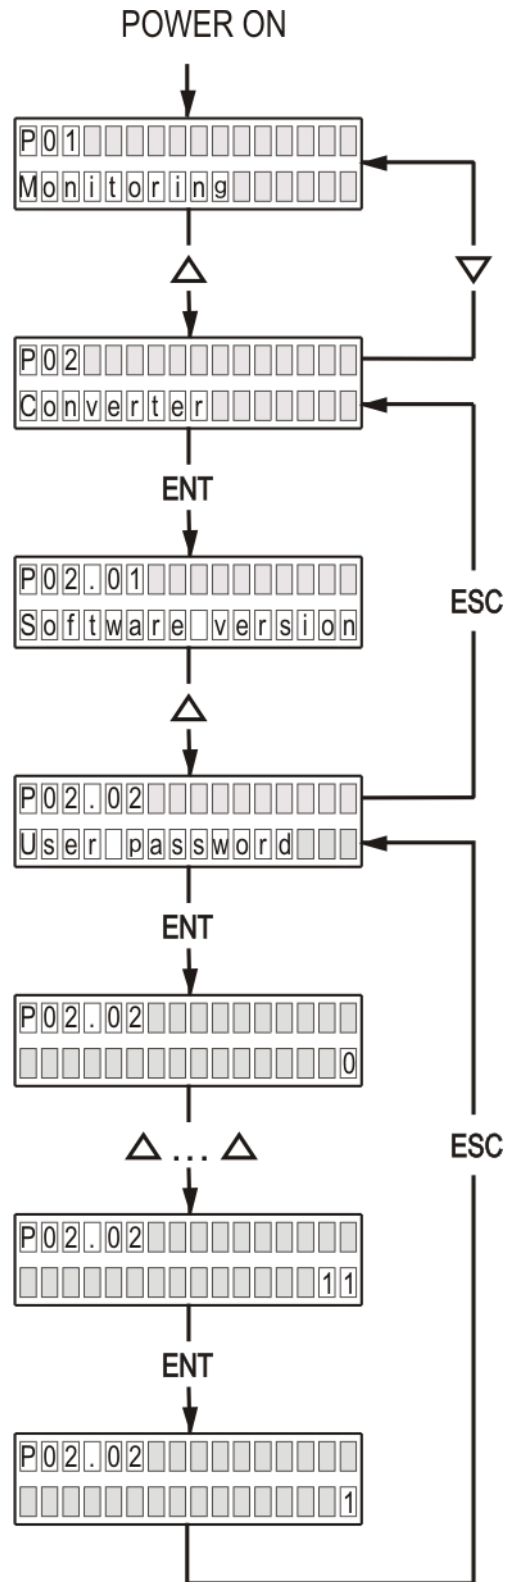 POWER ON
P01
Monitoring
△
▽
P02
Converter
ENT
P02.01
Software version
ESC
△
P02.02
User password
ENT
P02.02
0
△ ... △
ESC
P02.02
11
ENT
P02.02
1